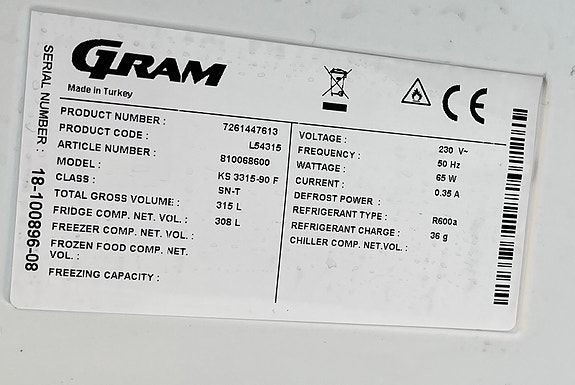 GRAM
Made in Turkey
SERIAL NUMBER : 18-100896-08
PRODUCT NUMBER : 7261447613
PRODUCT CODE : L54315
ARTICLE NUMBER : 810068600
MODEL : KS 3315-90 F
CLASS : SN-T
TOTAL GROSS VOLUME : 315 L
FRIDGE COMP. NET. VOL. : 308 L
FREEZER COMP. NET. VOL. :
FROZEN FOOD COMP. NET.
VOL. :
FREEZING CAPACITY :
VOLTAGE : 230 V~
FREQUENCY : 50 Hz
WATTAGE : 65 W
CURRENT : 0.35 A
DEFROST POWER :
REFRIGERANT TYPE : R600a
REFRIGERANT CHARGE : 36 g
CHILLER COMP. NET.VOL. :
CE